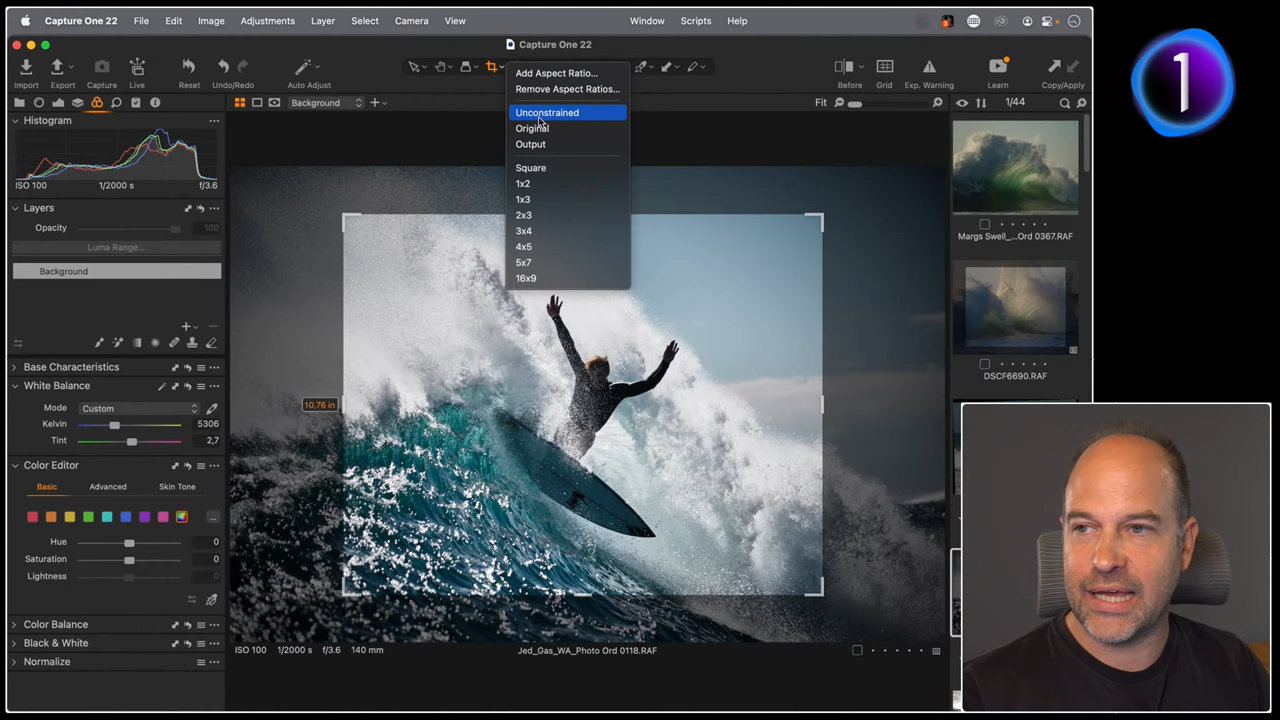 Capture One 22 File Edit Image Adjustments Layer Select Camera View Window Scripts Help
Capture One 22
Import Export Capture Live Reset Undo/Redo Auto Adjust Before Grid Exp. Warning Learn Copy/Apply
Add Aspect Ratio...
Remove Aspect Ratios...
Unconstrained
Original
Output
Square
1x2
1x3
2x3
3x4
4x5
5x7
16x9
Background
Fit
1/44
Histogram
ISO 100 1/2000 s f/3.6
Layers
Opacity 100
Luma Range...
Background
Base Characteristics
White Balance
Mode Custom
Kelvin 5306
Tint 2,7
Color Editor
Basic Advanced Skin Tone
...
Hue 0
Saturation 0
Lightness 0
Color Balance
Black & White
Normalize
10,76 in
ISO 100 1/2000 s f/3.6 140 mm Jed_Gas_WA_Photo Ord 0118.RAF
Margs Swell_...Ord 0367.RAF
DSCF6690.RAF
1